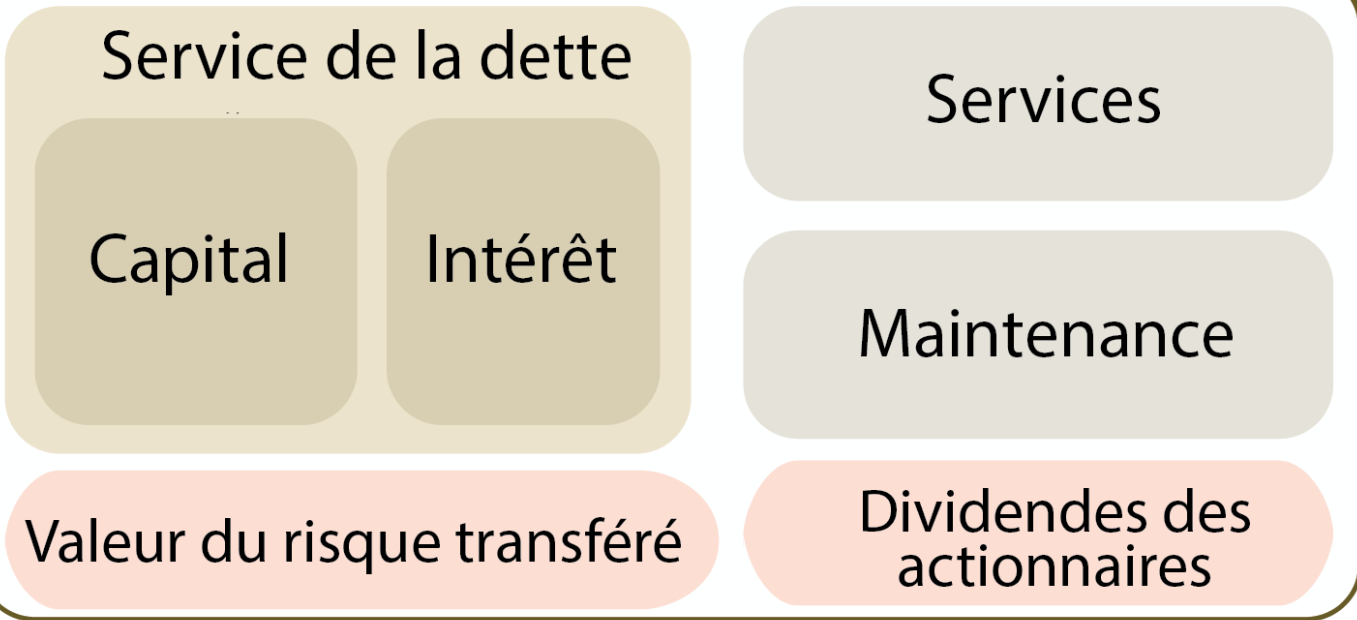 Service de la dette
Capital
Intérêt
Services
Maintenance
Valeur du risque transféré
Dividendes des
actionnaires